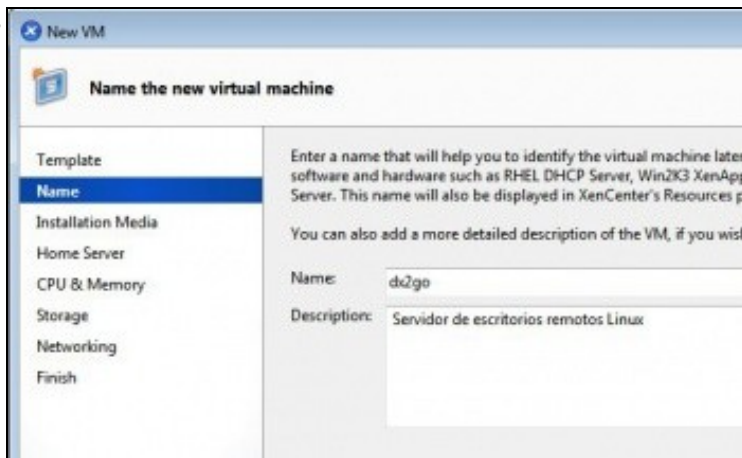 New VM
Name the new virtual machine
Template
Name
Installation Media
Home Server
CPU & Memory
Storage
Networking
Finish
Enter a name that will help you to identify the virtual machine later
software and hardware such as RHEL DHCP Server, Win2K3 XenApp
Server. This name will also be displayed in XenCenter's Resources p
You can also add a more detailed description of the VM, if you wish
Name: dx2go
Description: Servidor de escritorios remotos Linux